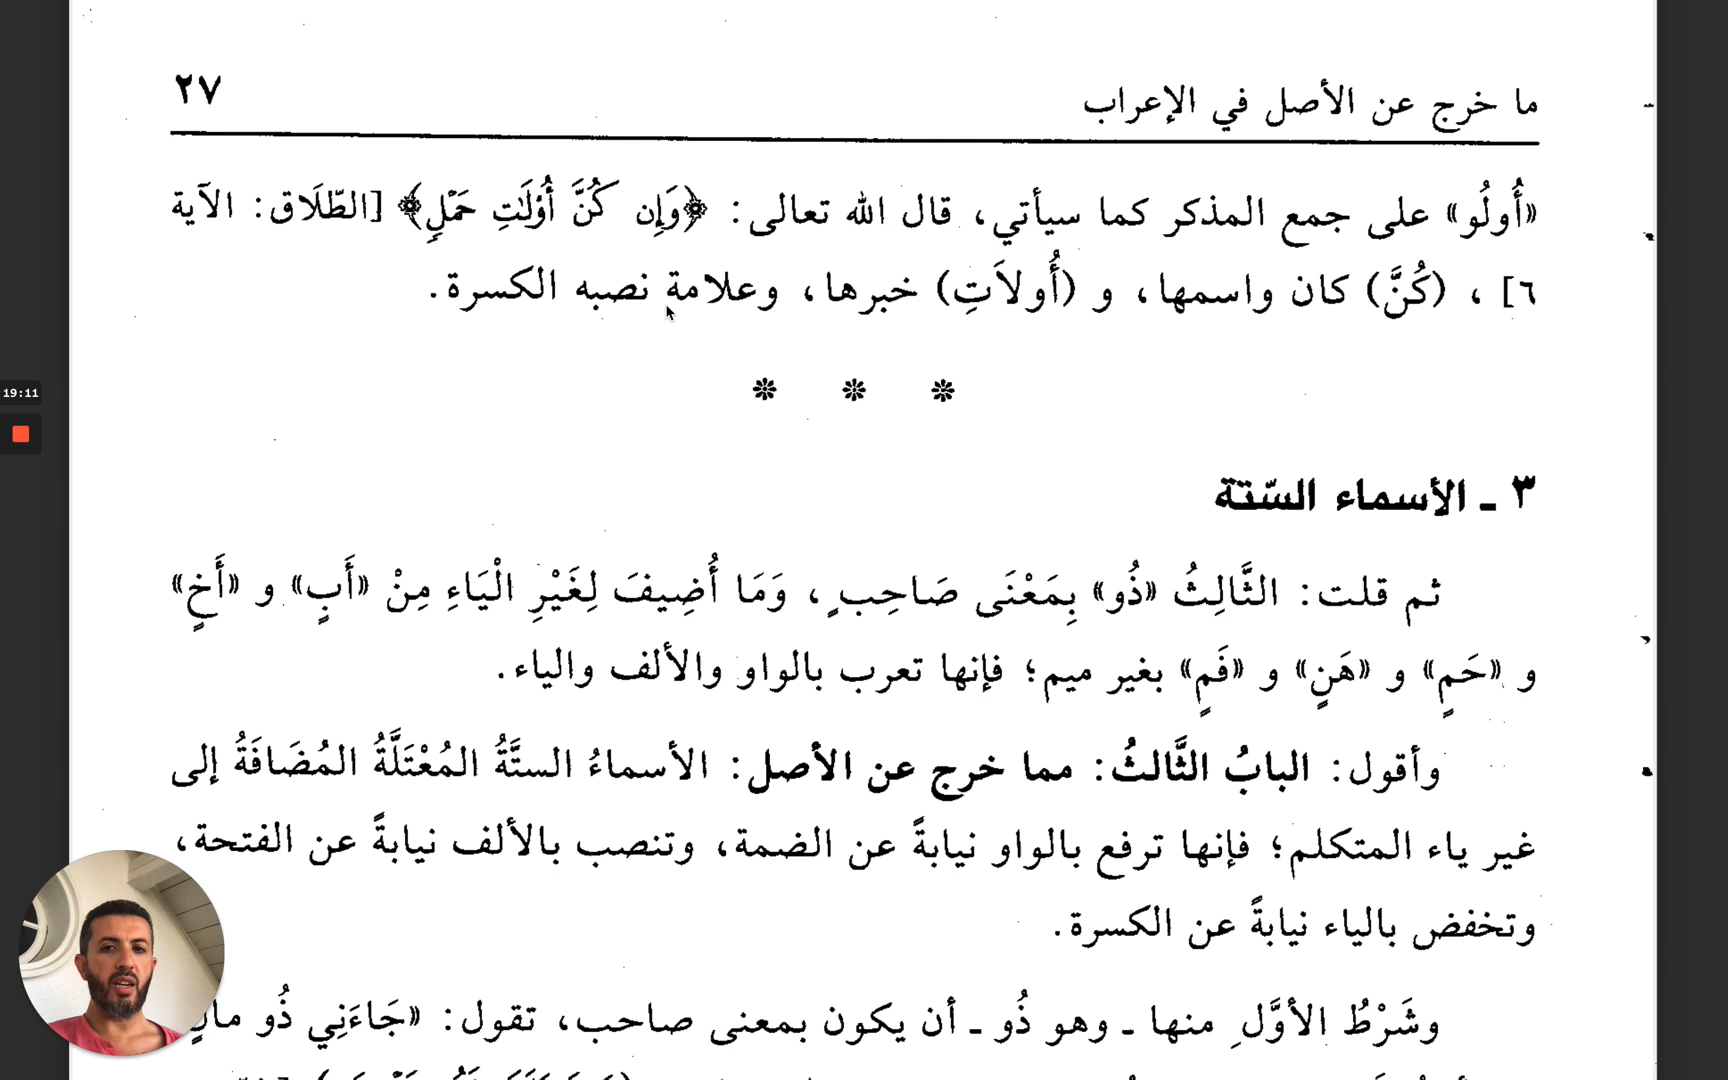 ما خرج عن الأصل في الإعراب ٢٧
«أُولُو» على جمع المذكر كما سيأتي، قال الله تعالى: ﴿وَإِن كُنَّ أُوْلَٰتِ حَمْلٍ﴾ [الطّلَاق: الآية
٦] ، (كُنَّ) كان واسمها، و (أُولاَتِ) خبرها، وعلامة نصبه الكسرة.
❊ ❊ ❊
٣ ـ الأسماء السّتة
ثم قلت: الثَّالِثُ «ذُو» بِمَعْنَى صَاحِبٍ، وَمَا أُضِيفَ لِغَيْرِ الْيَاءِ مِنْ «أَبٍ» و «أَخٍ»
و «حَمٍ» و «هَنٍ» و «فَمٍ» بغير ميم؛ فإنها تعرب بالواو والألف والياء.
وأقول: البابُ الثَّالثُ: مما خرج عن الأصل: الأسماءُ الستَّةُ المُعْتَلَّةُ المُضَافَةُ إلى
غير ياء المتكلم؛ فإنها ترفع بالواو نيابةً عن الضمة، وتنصب بالألف نيابةً عن الفتحة،
وتخفض بالياء نيابةً عن الكسرة.
وشَرْطُ الأوَّلِ منها ـ وهو ذُو ـ أن يكون بمعنى صاحب، تقول: «جَاءَنِي ذُو مالٍ
19:11